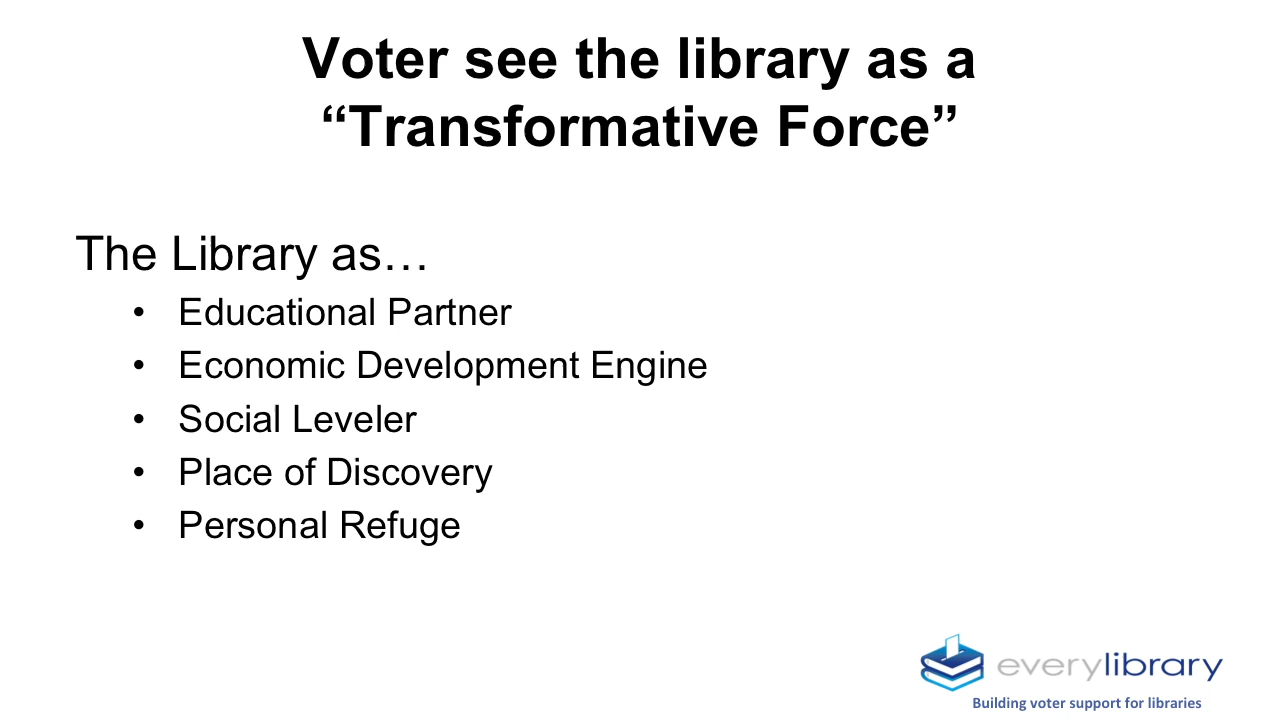 Voter see the library as a
“Transformative Force”
The Library as…
• Educational Partner
• Economic Development Engine
• Social Leveler
• Place of Discovery
• Personal Refuge
everylibrary
Building voter support for libraries